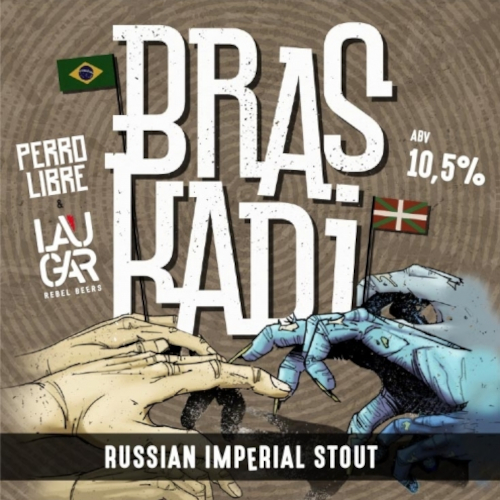 BRAS
KADi
PERRO
LIBRE
&
LAUGAR
REBEL BEERS
ABV
10,5%
RUSSIAN IMPERIAL STOUT